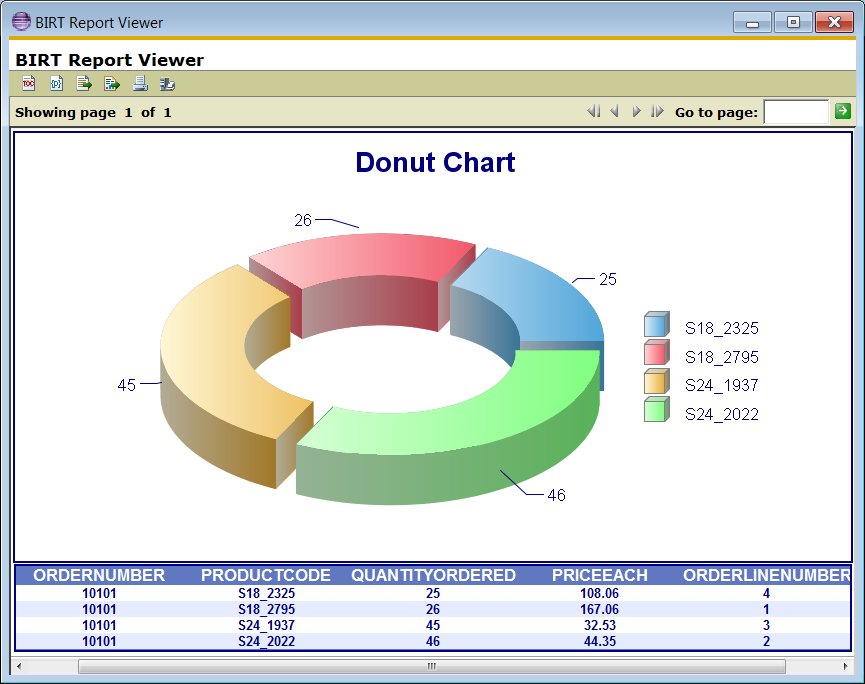 BIRT Report Viewer
BIRT Report Viewer
TOC
Showing page 1 of 1 Go to page:
Donut Chart
26
25
45
46
S18_2325
S18_2795
S24_1937
S24_2022
ORDERNUMBER PRODUCTCODE QUANTITYORDERED PRICEEACH ORDERLINENUMBER
10101 S18_2325 25 108.06 4
10101 S18_2795 26 167.06 1
10101 S24_1937 45 32.53 3
10101 S24_2022 46 44.35 2